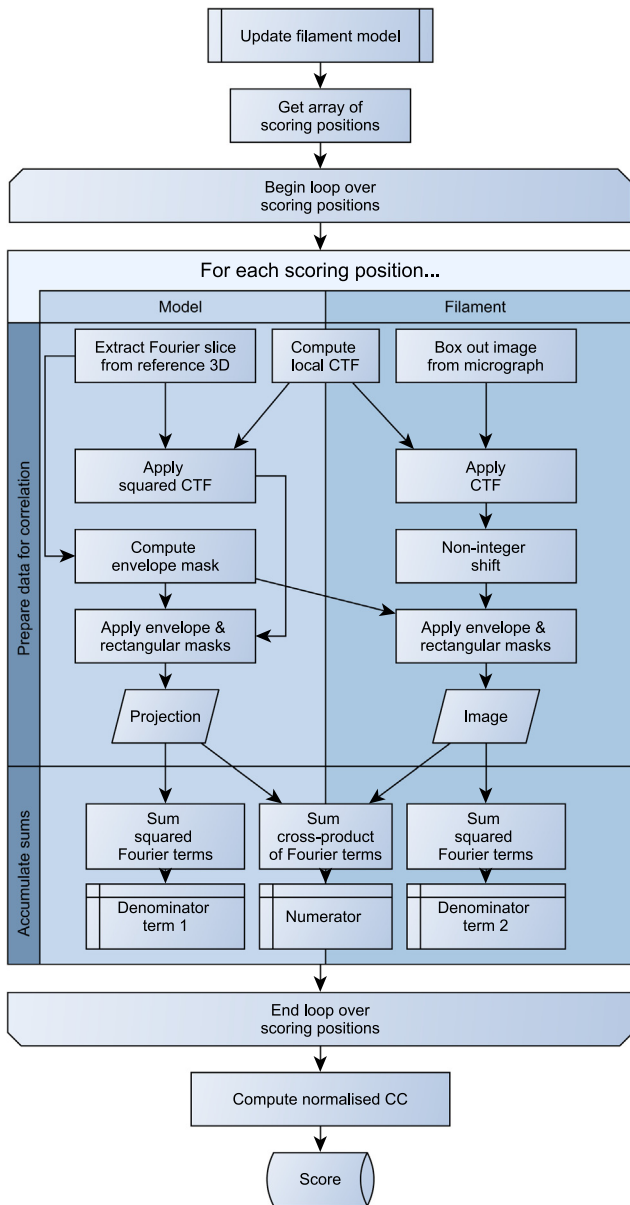 Update filament model
Get array of
scoring positions
Begin loop over
scoring positions
For each scoring position...
Model
Filament
Prepare data for correlation
Extract Fourier slice
from reference 3D
Compute
local CTF
Box out image
from micrograph
Apply
squared CTF
Apply
CTF
Compute
envelope mask
Non-integer
shift
Apply envelope &
rectangular masks
Apply envelope &
rectangular masks
Projection
Image
Accumulate sums
Sum
squared
Fourier terms
Sum
cross-product
of Fourier terms
Sum
squared
Fourier terms
Denominator
term 1
Numerator
Denominator
term 2
End loop over
scoring positions
Compute normalised CC
Score